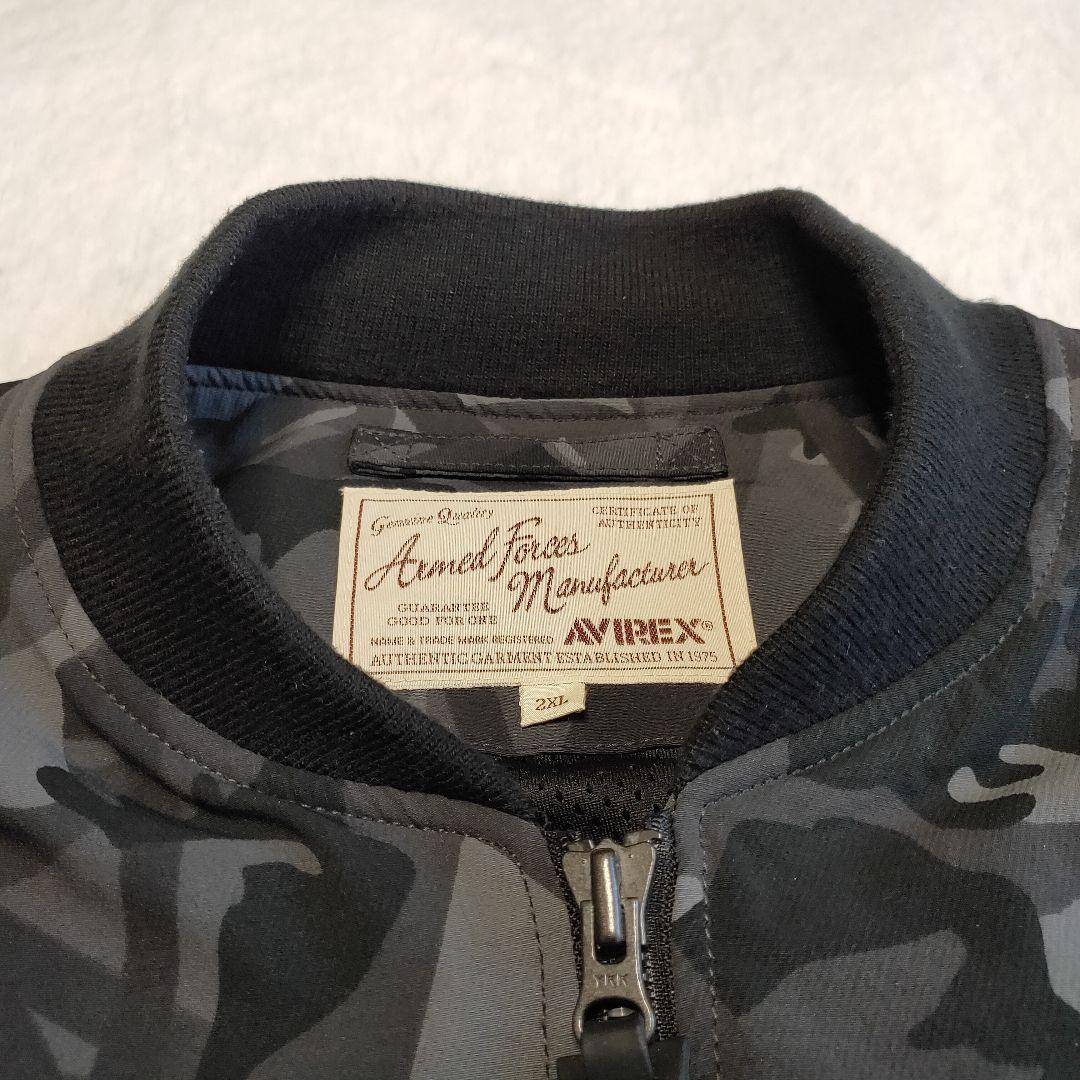 Genuine Quality
CERTIFICATE OF
AUTHENTICITY
Armed Forces
Manufacturer
GUARANTEE
GOOD FOR ONE
NAME & TRADE MARK REGISTERED
AVIREX®
AUTHENTIC GARMENT ESTABLISHED IN 1975
2XL
YKK